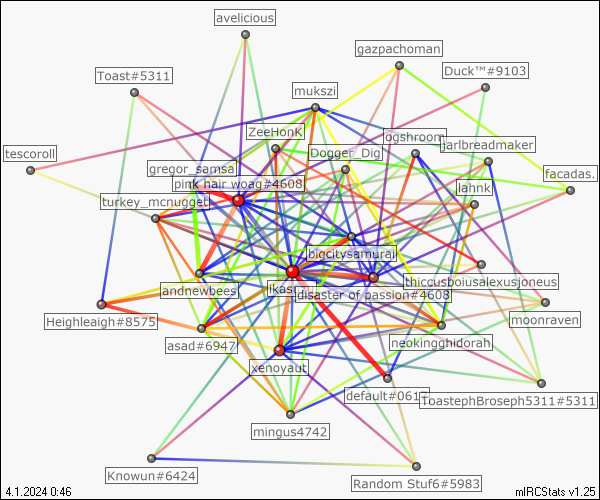 avelicious
gazpachoman
Toast#5311
Duck™#9103
mukszi
ZeeHonK
ogshroom
jarlbreadmaker
tescoroll
Dogger_Dig
gregor_samsa
facadas.
pink hair woag#4608
lahnk
turkey_mcnugget
bigcitysamurai
thiccusboiusalexusjoneus
andnewbees
ikas
disaster of passion#4608
moonraven
Heighleaigh#8575
asad#6947
neokingghidorah
xenoyaut
default#061
ToastephBroseph5311#5311
mingus4742
Knowun#6424
Random Stuf6#5983
4.1.2024 0:46
mIRCStats v1.25